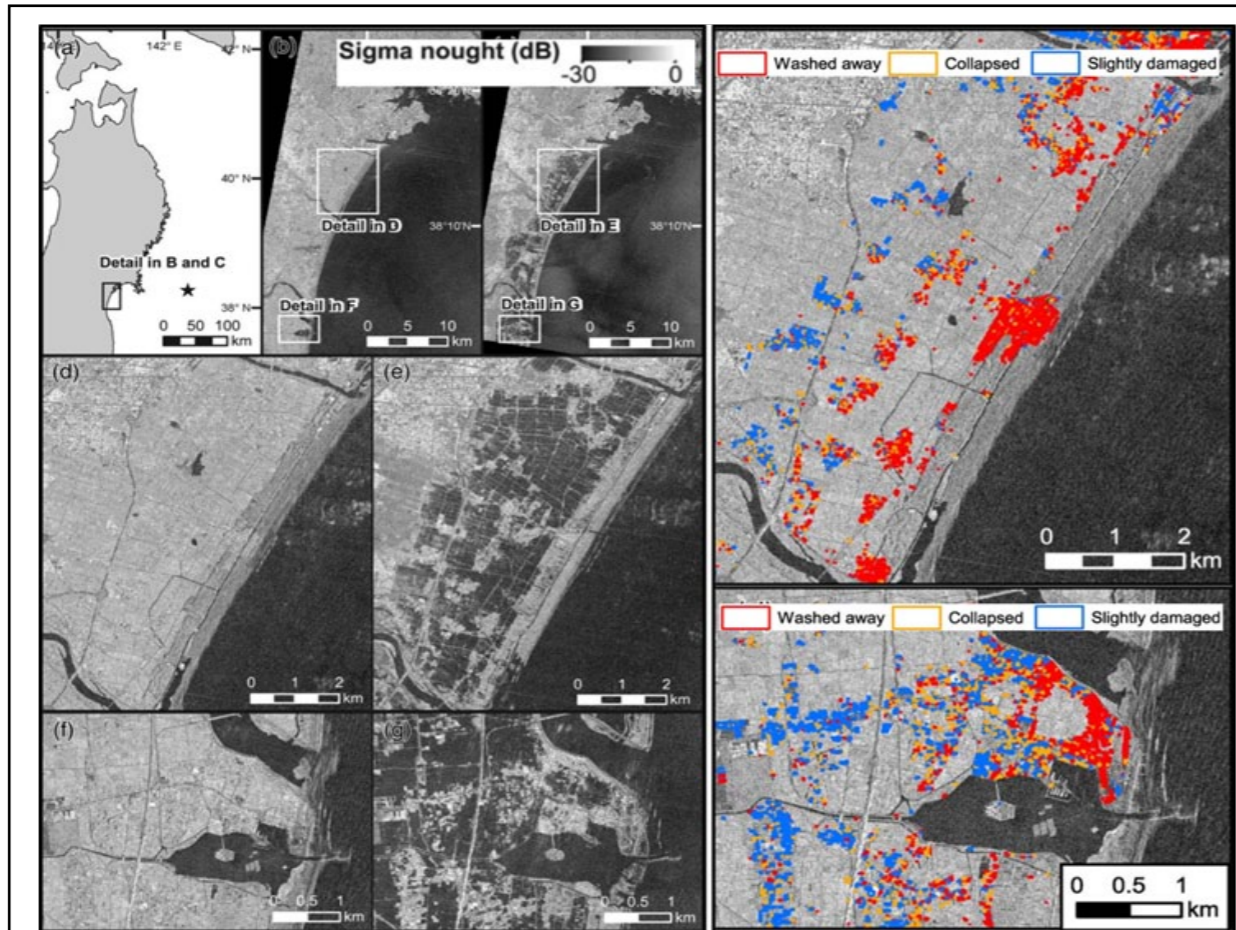 (a)
142° E
42° N
40° N
38° N
Detail in B and C
0 50 100
km
(b)
Sigma nought (dB)
-30 0
Detail in D
38°10'N
Detail in F
0 5 10
km
Detail in E
38°10'N
Detail in G
0 5 10
km
(d)
0 1 2
km
(e)
0 1 2
km
(f)
0 0.5 1
km
(g)
0 0.5 1
km
Washed away Collapsed Slightly damaged
0 1 2
km
Washed away Collapsed Slightly damaged
0 0.5 1
km